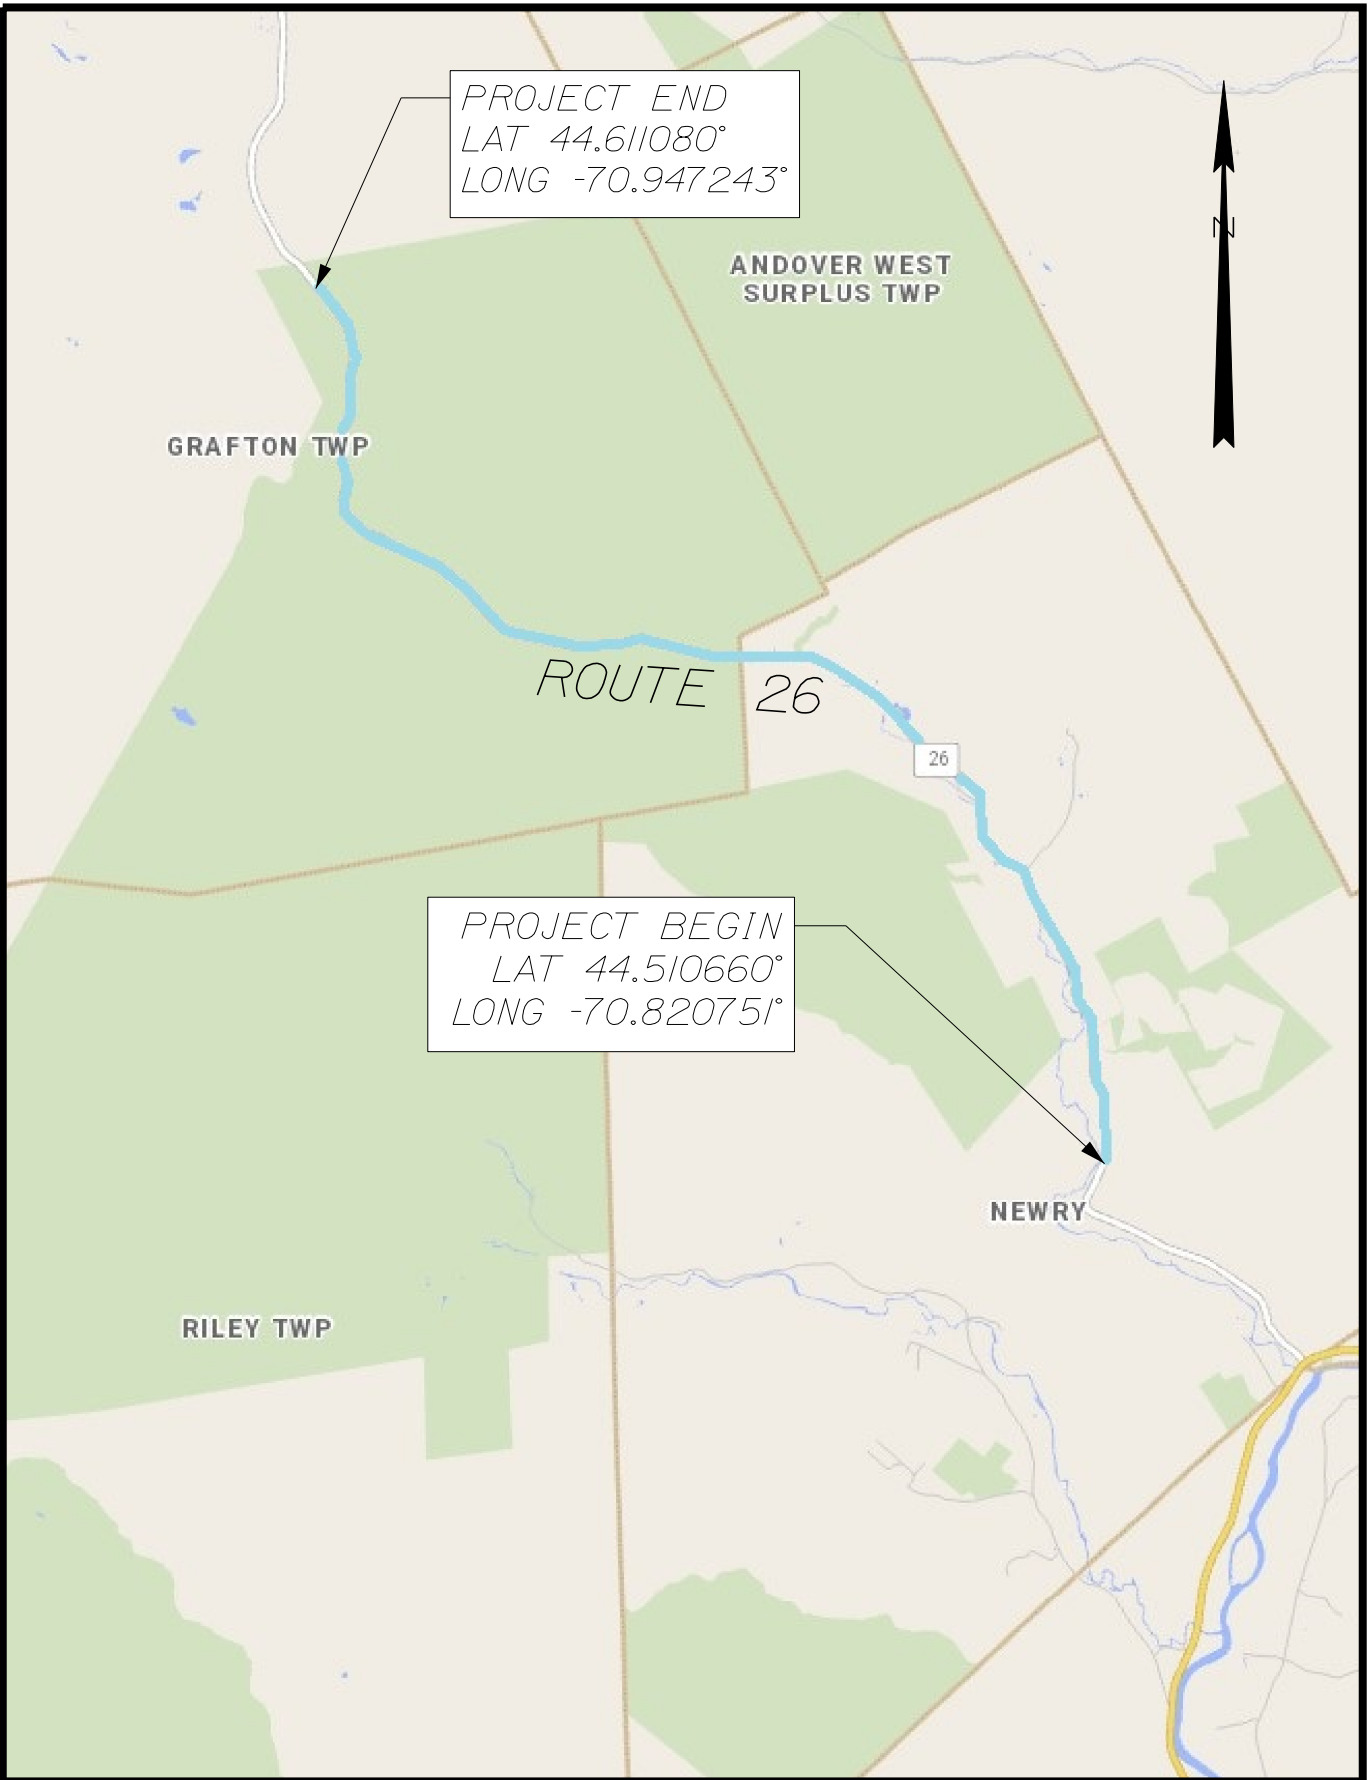 PROJECT END
LAT 44.611080°
LONG -70.947243°
N
ANDOVER WEST
SURPLUS TWP
GRAFTON TWP
ROUTE 26
26
PROJECT BEGIN
LAT 44.510660°
LONG -70.820751°
NEWRY
RILEY TWP